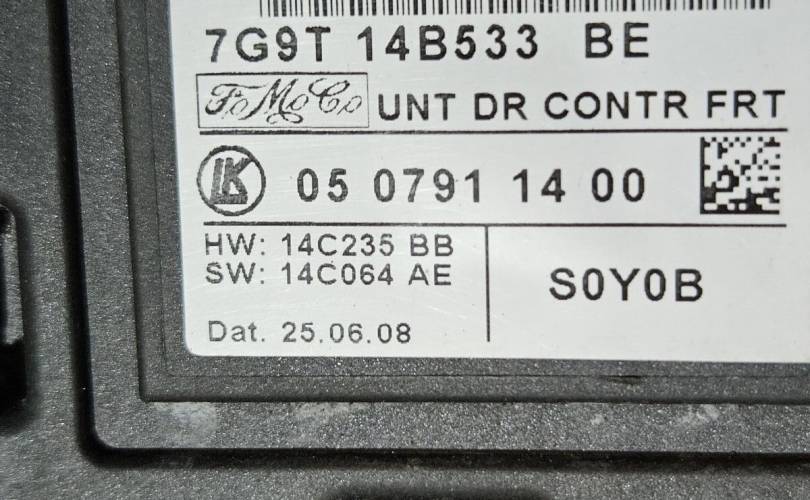 7G9T 14B533 BE
FoMoCo UNT DR CONTR FRT
LK 05 0791 14 00
HW: 14C235 BB
SW: 14C064 AE
S0Y0B
Dat. 25.06.08